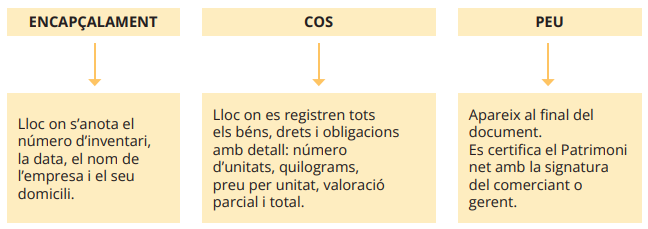 ENCAPÇALAMENT
COS
PEU
Lloc on s’anota el
número d’inventari,
la data, el nom de
l’empresa i el seu
domicili.
Lloc on es registren tots
els béns, drets i obligacions
amb detall: número
d’unitats, quilograms,
preu per unitat, valoració
parcial i total.
Apareix al final del
document.
Es certifica el Patrimoni
net amb la signatura
del comerciant o
gerent.